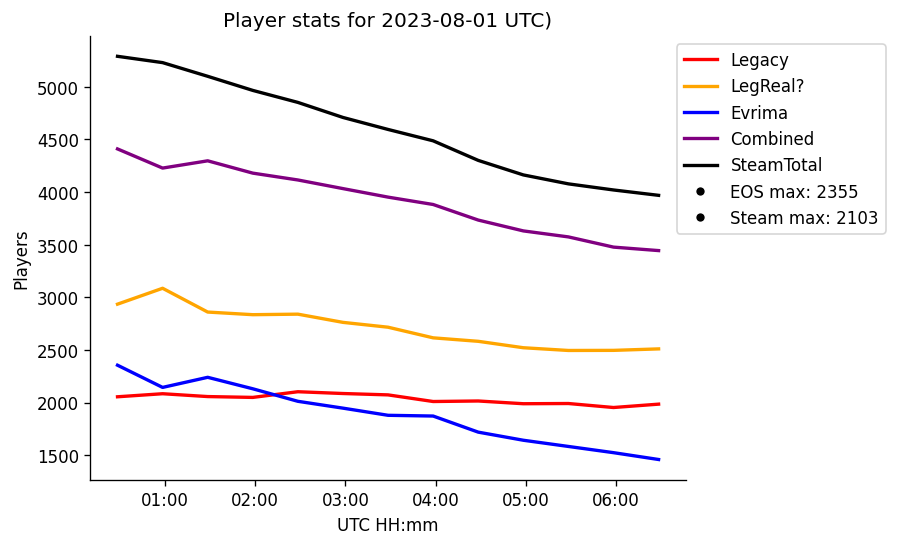 Player stats for 2023-08-01 UTC)
Legacy
LegReal?
Evrima
Combined
SteamTotal
EOS max: 2355
Steam max: 2103
Players
5000
4500
4000
3500
3000
2500
2000
1500
01:00 02:00 03:00 04:00 05:00 06:00
UTC HH:mm